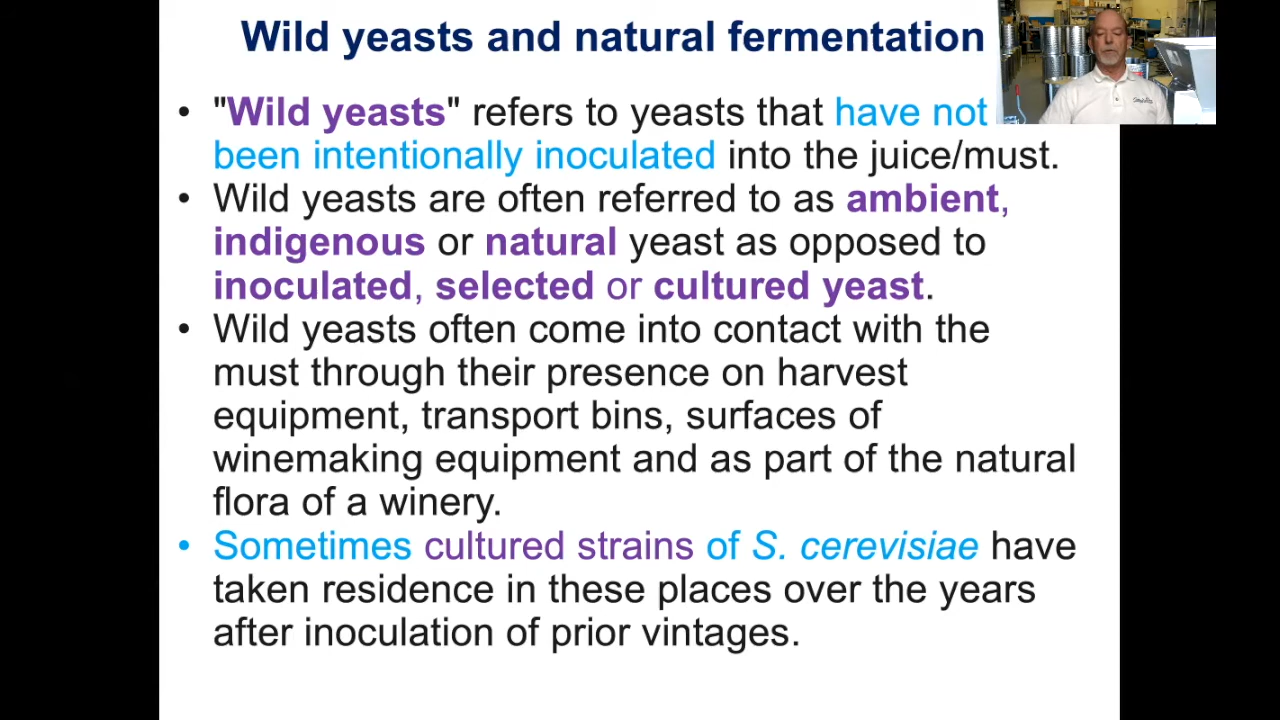 Wild yeasts and natural fermentation
• "Wild yeasts" refers to yeasts that have not
been intentionally inoculated into the juice/must.
• Wild yeasts are often referred to as ambient,
indigenous or natural yeast as opposed to
inoculated, selected or cultured yeast.
• Wild yeasts often come into contact with the
must through their presence on harvest
equipment, transport bins, surfaces of
winemaking equipment and as part of the natural
flora of a winery.
• Sometimes cultured strains of S. cerevisiae have
taken residence in these places over the years
after inoculation of prior vintages.